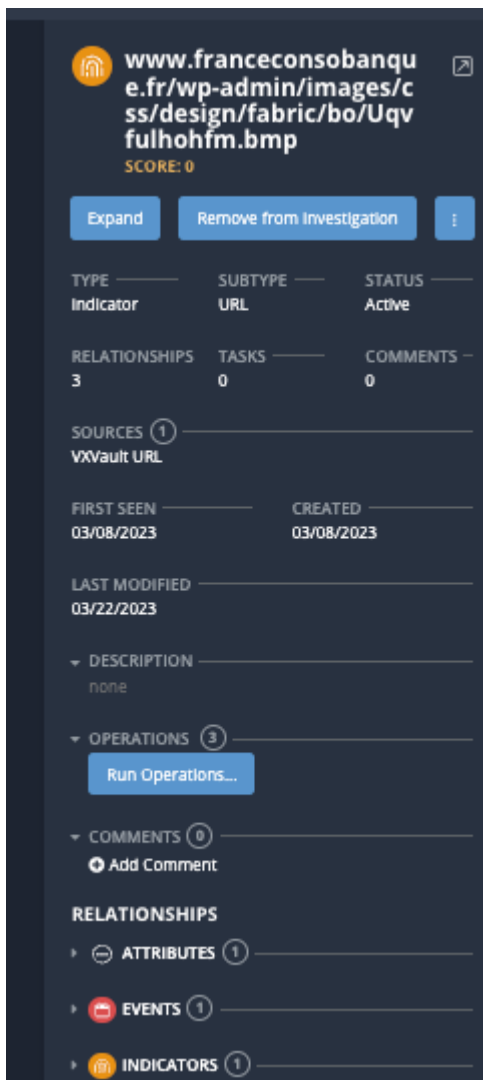 www.franceconsobanqu
e.fr/wp-admin/images/c
ss/design/fabric/bo/Uqv
fulhohfm.bmp
SCORE: 0
Expand Remove from Investigation
TYPE SUBTYPE STATUS
Indicator URL Active
RELATIONSHIPS TASKS COMMENTS
3 0 0
SOURCES 1
VXVault URL
FIRST SEEN CREATED
03/08/2023 03/08/2023
LAST MODIFIED
03/22/2023
DESCRIPTION
none
OPERATIONS 3
Run Operations...
COMMENTS 0
Add Comment
RELATIONSHIPS
ATTRIBUTES 1
EVENTS 1
INDICATORS 1